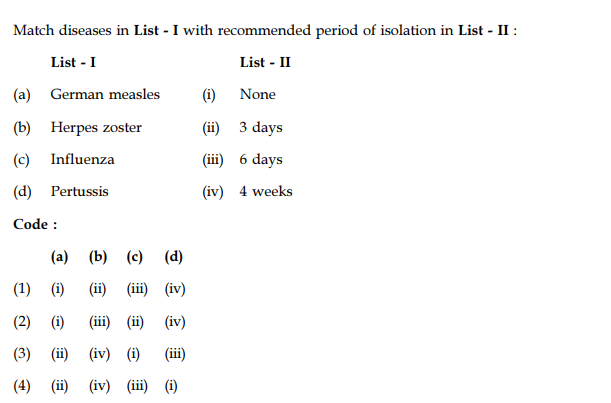 Match diseases in List - I with recommended period of isolation in List - II :
List - I List - II
(a) German measles (i) None
(b) Herpes zoster (ii) 3 days
(c) Influenza (iii) 6 days
(d) Pertussis (iv) 4 weeks
Code :
(a) (b) (c) (d)
(1) (i) (ii) (iii) (iv)
(2) (i) (iii) (ii) (iv)
(3) (ii) (iv) (i) (iii)
(4) (ii) (iv) (iii) (i)